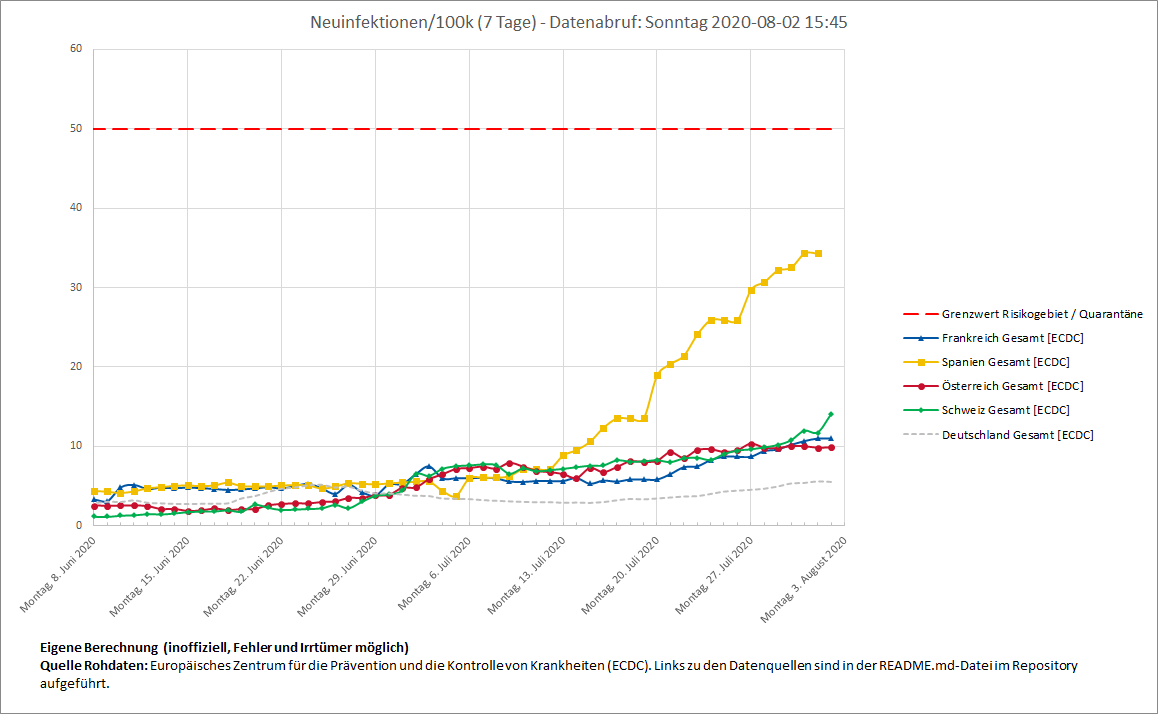 Neuinfektionen/100k (7 Tage) - Datenabruf: Sonntag 2020-08-02 15:45
60
50
40
30
20
10
0
Montag, 8. Juni 2020
Montag, 15. Juni 2020
Montag, 22. Juni 2020
Montag, 29. Juni 2020
Montag, 6. Juli 2020
Montag, 13. Juli 2020
Montag, 20. Juli 2020
Montag, 27. Juli 2020
Montag, 3. August 2020
Grenzwert Risikogebiet / Quarantäne
Frankreich Gesamt [ECDC]
Spanien Gesamt [ECDC]
Österreich Gesamt [ECDC]
Schweiz Gesamt [ECDC]
Deutschland Gesamt [ECDC]
Eigene Berechnung (inoffiziell, Fehler und Irrtümer möglich)
Quelle Rohdaten: Europäisches Zentrum für die Prävention und die Kontrolle von Krankheiten (ECDC). Links zu den Datenquellen sind in der README.md-Datei im Repository
aufgeführt.